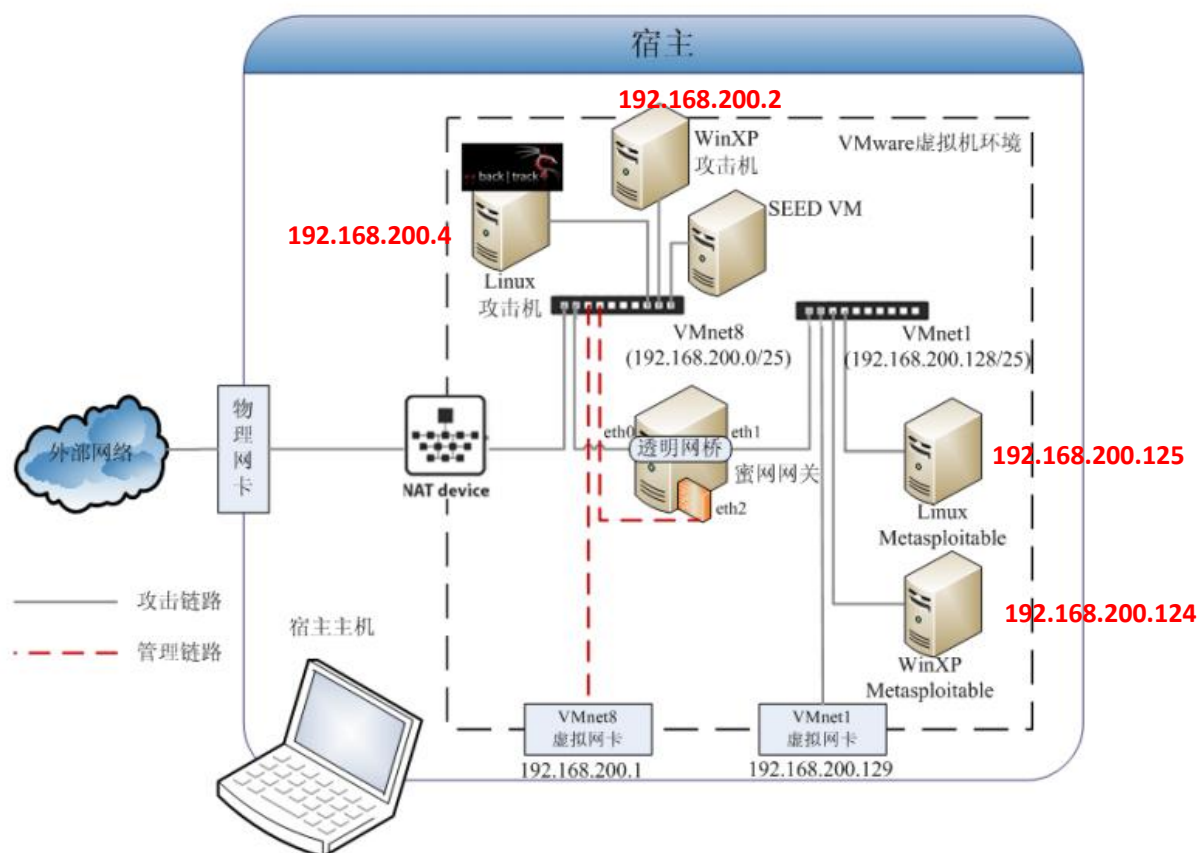 宿主
192.168.200.2
WinXP
攻击机
VMware虚拟机环境
back | track
SEED VM
192.168.200.4
Linux
攻击机
VMnet8
(192.168.200.0/25)
VMnet1
(192.168.200.128/25)
物理网卡
外部网络
NAT device
eth0
透明网桥
eth1
蜜网网关
eth2
192.168.200.125
Linux
Metasploitable
192.168.200.124
WinXP
Metasploitable
攻击链路
管理链路
宿主主机
VMnet8
虚拟网卡
192.168.200.1
VMnet1
虚拟网卡
192.168.200.129